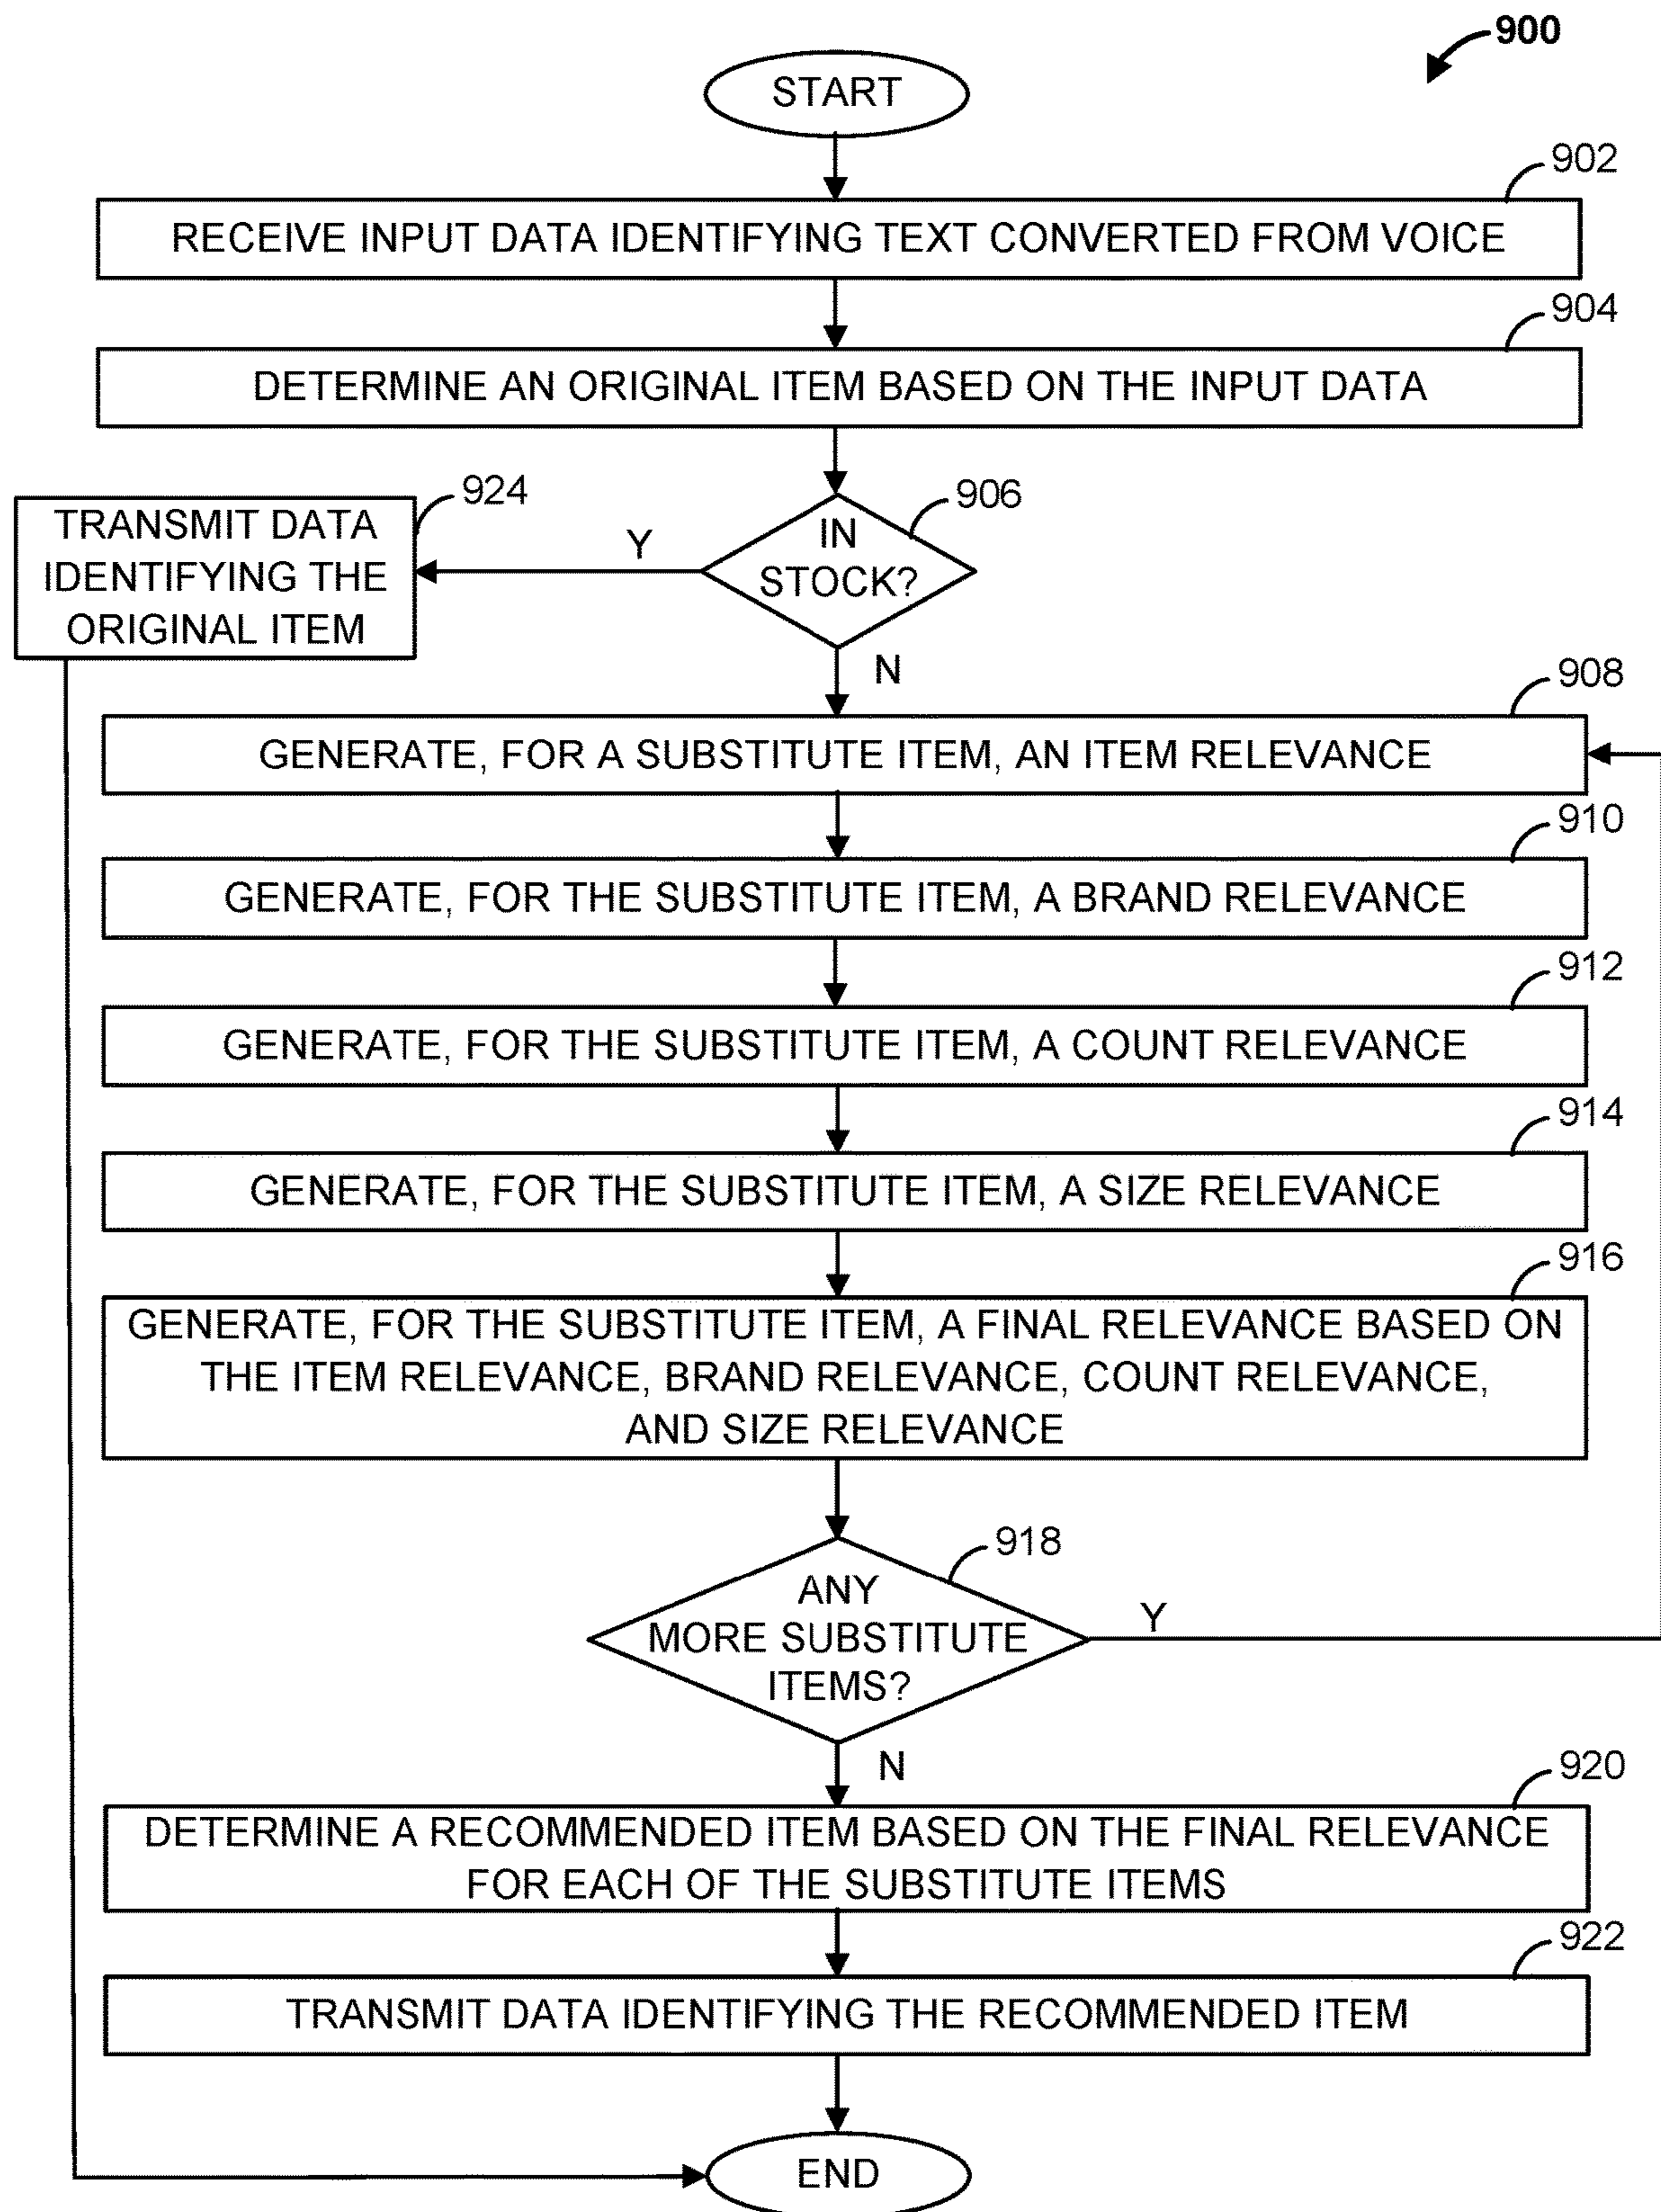 900
START
902
RECEIVE INPUT DATA IDENTIFYING TEXT CONVERTED FROM VOICE
904
DETERMINE AN ORIGINAL ITEM BASED ON THE INPUT DATA
906
IN
STOCK?
Y
924
TRANSMIT DATA
IDENTIFYING THE
ORIGINAL ITEM
N
908
GENERATE, FOR A SUBSTITUTE ITEM, AN ITEM RELEVANCE
910
GENERATE, FOR THE SUBSTITUTE ITEM, A BRAND RELEVANCE
912
GENERATE, FOR THE SUBSTITUTE ITEM, A COUNT RELEVANCE
914
GENERATE, FOR THE SUBSTITUTE ITEM, A SIZE RELEVANCE
916
GENERATE, FOR THE SUBSTITUTE ITEM, A FINAL RELEVANCE BASED ON
THE ITEM RELEVANCE, BRAND RELEVANCE, COUNT RELEVANCE,
AND SIZE RELEVANCE
918
ANY
MORE SUBSTITUTE
ITEMS?
Y
N
920
DETERMINE A RECOMMENDED ITEM BASED ON THE FINAL RELEVANCE
FOR EACH OF THE SUBSTITUTE ITEMS
922
TRANSMIT DATA IDENTIFYING THE RECOMMENDED ITEM
END